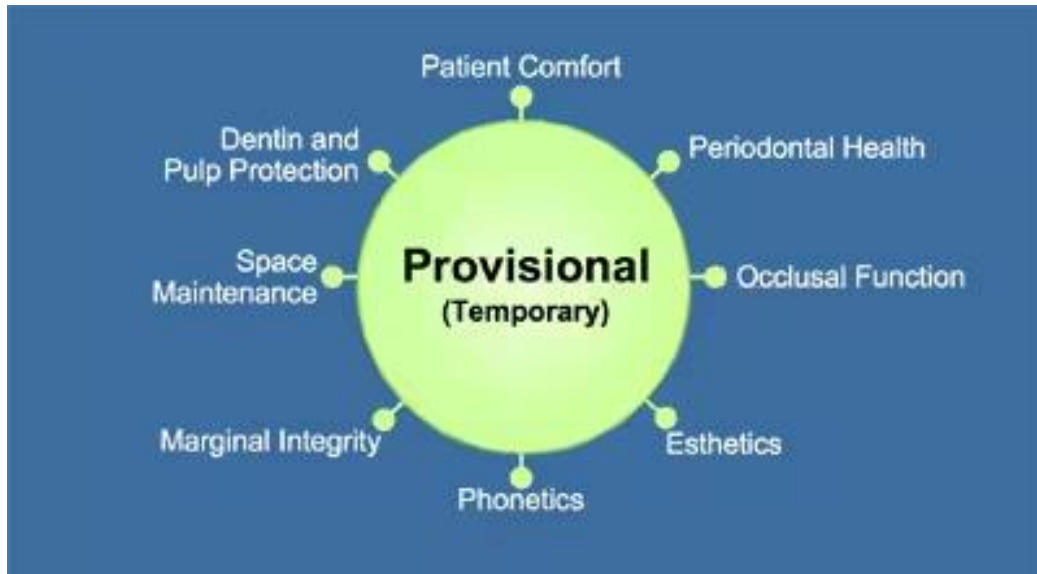 Patient Comfort
Dentin and
Pulp Protection
Periodontal Health
Space
Maintenance
Provisional
(Temporary)
Occlusal Function
Marginal Integrity
Esthetics
Phonetics